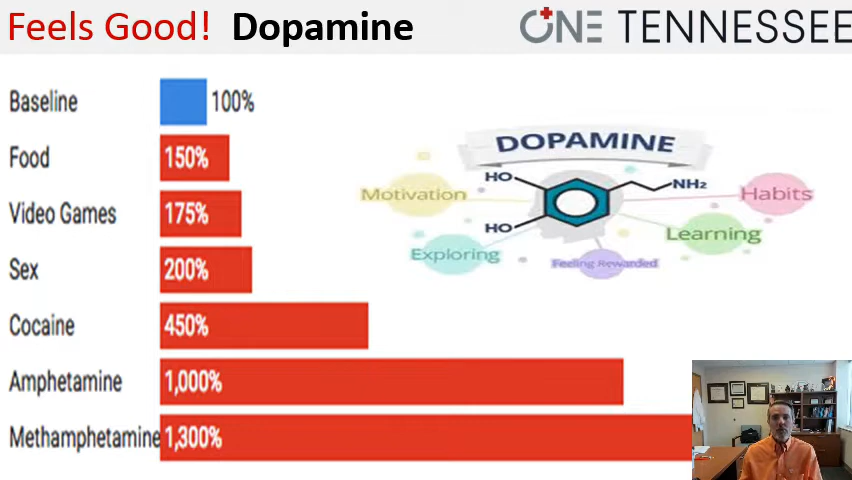 Feels Good! Dopamine
ONE TENNESSEE
Baseline 100%
Food 150%
Video Games 175%
Sex 200%
Cocaine 450%
Amphetamine 1,000%
Methamphetamine 1,300%
DOPAMINE
HO
NH₂
Motivation
Habits
HO
Learning
Exploring
Feeling Rewarded